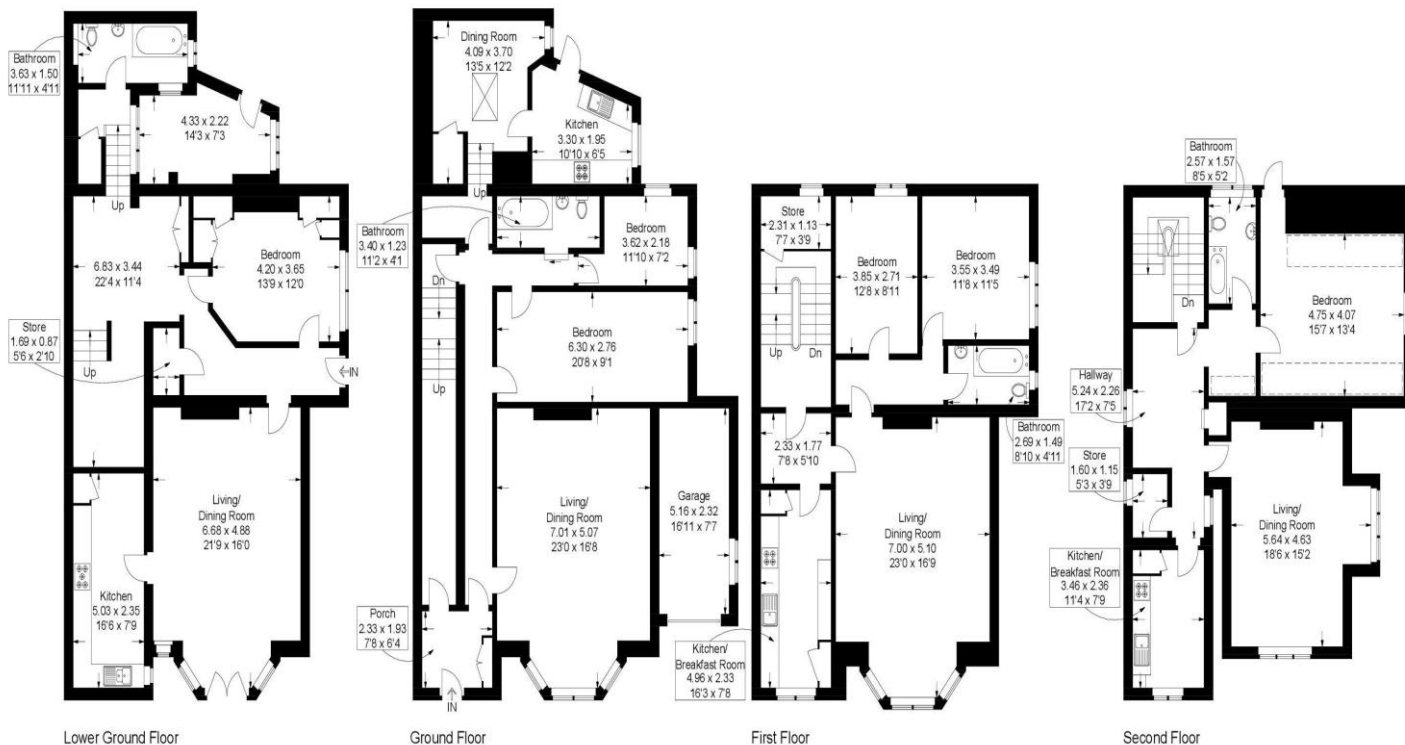 Bathroom
3.63 x 1.50
11'11 x 4'11
4.33 x 2.22
14'3 x 7'3
Up
6.83 x 3.44
22'4 x 11'4
Bedroom
4.20 x 3.65
13'9 x 12'0
Store
1.69 x 0.87
5'6 x 2'10
Up
IN
Living/
Dining Room
6.68 x 4.88
21'9 x 16'0
Kitchen
5.03 x 2.35
16'6 x 7'9
Lower Ground Floor
Dining Room
4.09 x 3.70
13'5 x 12'2
Kitchen
3.30 x 1.95
10'10 x 6'5
Up
Bathroom
3.40 x 1.23
11'2 x 4'1
Bedroom
3.62 x 2.18
11'10 x 7'2
Dn
Up
Bedroom
6.30 x 2.76
20'8 x 9'1
Living/
Dining Room
7.01 x 5.07
23'0 x 16'8
Garage
5.16 x 2.32
16'11 x 7'7
Porch
2.33 x 1.93
7'8 x 6'4
IN
Ground Floor
Store
2.31 x 1.13
7'7 x 3'9
Bedroom
3.85 x 2.71
12'8 x 8'11
Bedroom
3.55 x 3.49
11'8 x 11'5
Up
Dn
Bathroom
2.69 x 1.49
8'10 x 4'11
2.33 x 1.77
7'8 x 5'10
Living/
Dining Room
7.00 x 5.10
23'0 x 16'9
Kitchen/
Breakfast Room
4.96 x 2.33
16'3 x 7'8
First Floor
Bathroom
2.57 x 1.57
8'5 x 5'2
Dn
Bedroom
4.75 x 4.07
15'7 x 13'4
Hallway
5.24 x 2.26
17'2 x 7'5
Store
1.60 x 1.15
5'3 x 3'9
Living/
Dining Room
5.64 x 4.63
18'6 x 15'2
Kitchen/
Breakfast Room
3.46 x 2.36
11'4 x 7'9
Second Floor